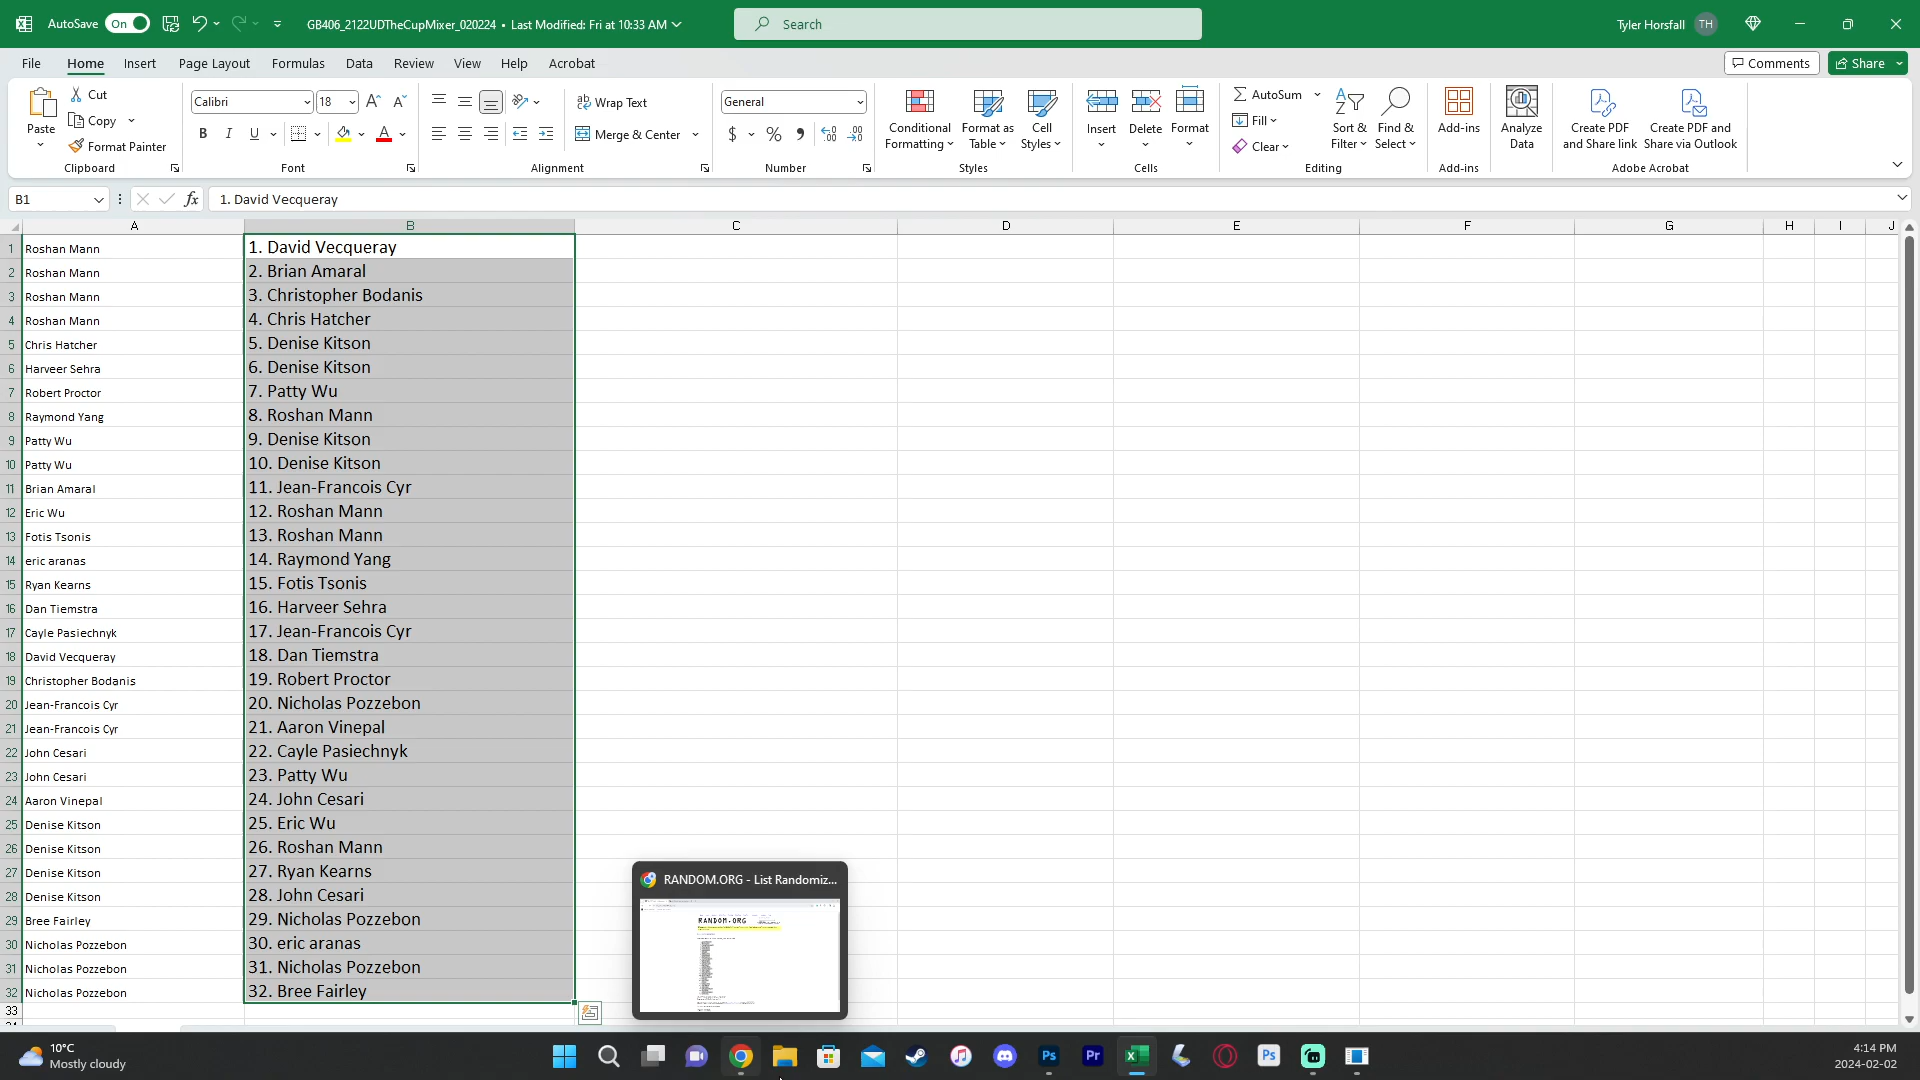 AutoSave On GB406_2122UDTheCupMixer_020224 • Last Modified: Fri at 10:33 AM Search Tyler Horsfall TH
File Home Insert Page Layout Formulas Data Review View Help Acrobat Comments Share
Paste Cut Copy Format Painter Clipboard
Calibri 18 B I U A Font
Wrap Text Merge & Center Alignment
General $ % Number
Conditional Formatting Format as Table Cell Styles Styles
Insert Delete Format Cells
AutoSum Fill Clear Sort & Filter Find & Select Editing
Add-ins Add-ins
Analyze Data
Create PDF and Share link Create PDF and Share via Outlook Adobe Acrobat
B1 fx 1. David Vecqueray
A B C D E F G H I J
1 Roshan Mann 1. David Vecqueray
2 Roshan Mann 2. Brian Amaral
3 Roshan Mann 3. Christopher Bodanis
4 Roshan Mann 4. Chris Hatcher
5 Chris Hatcher 5. Denise Kitson
6 Harveer Sehra 6. Denise Kitson
7 Robert Proctor 7. Patty Wu
8 Raymond Yang 8. Roshan Mann
9 Patty Wu 9. Denise Kitson
10 Patty Wu 10. Denise Kitson
11 Brian Amaral 11. Jean-Francois Cyr
12 Eric Wu 12. Roshan Mann
13 Fotis Tsonis 13. Roshan Mann
14 eric aranas 14. Raymond Yang
15 Ryan Kearns 15. Fotis Tsonis
16 Dan Tiemstra 16. Harveer Sehra
17 Cayle Pasiechnyk 17. Jean-Francois Cyr
18 David Vecqueray 18. Dan Tiemstra
19 Christopher Bodanis 19. Robert Proctor
20 Jean-Francois Cyr 20. Nicholas Pozzebon
21 Jean-Francois Cyr 21. Aaron Vinepal
22 John Cesari 22. Cayle Pasiechnyk
23 John Cesari 23. Patty Wu
24 Aaron Vinepal 24. John Cesari
25 Denise Kitson 25. Eric Wu
26 Denise Kitson 26. Roshan Mann
27 Denise Kitson 27. Ryan Kearns
28 Denise Kitson 28. John Cesari
29 Bree Fairley 29. Nicholas Pozzebon
30 Nicholas Pozzebon 30. eric aranas
31 Nicholas Pozzebon 31. Nicholas Pozzebon
32 Nicholas Pozzebon 32. Bree Fairley
33
RANDOM.ORG - List Randomiz...
RANDOM.ORG
10°C
Mostly cloudy
Ps Pr Ps
4:14 PM
2024-02-02